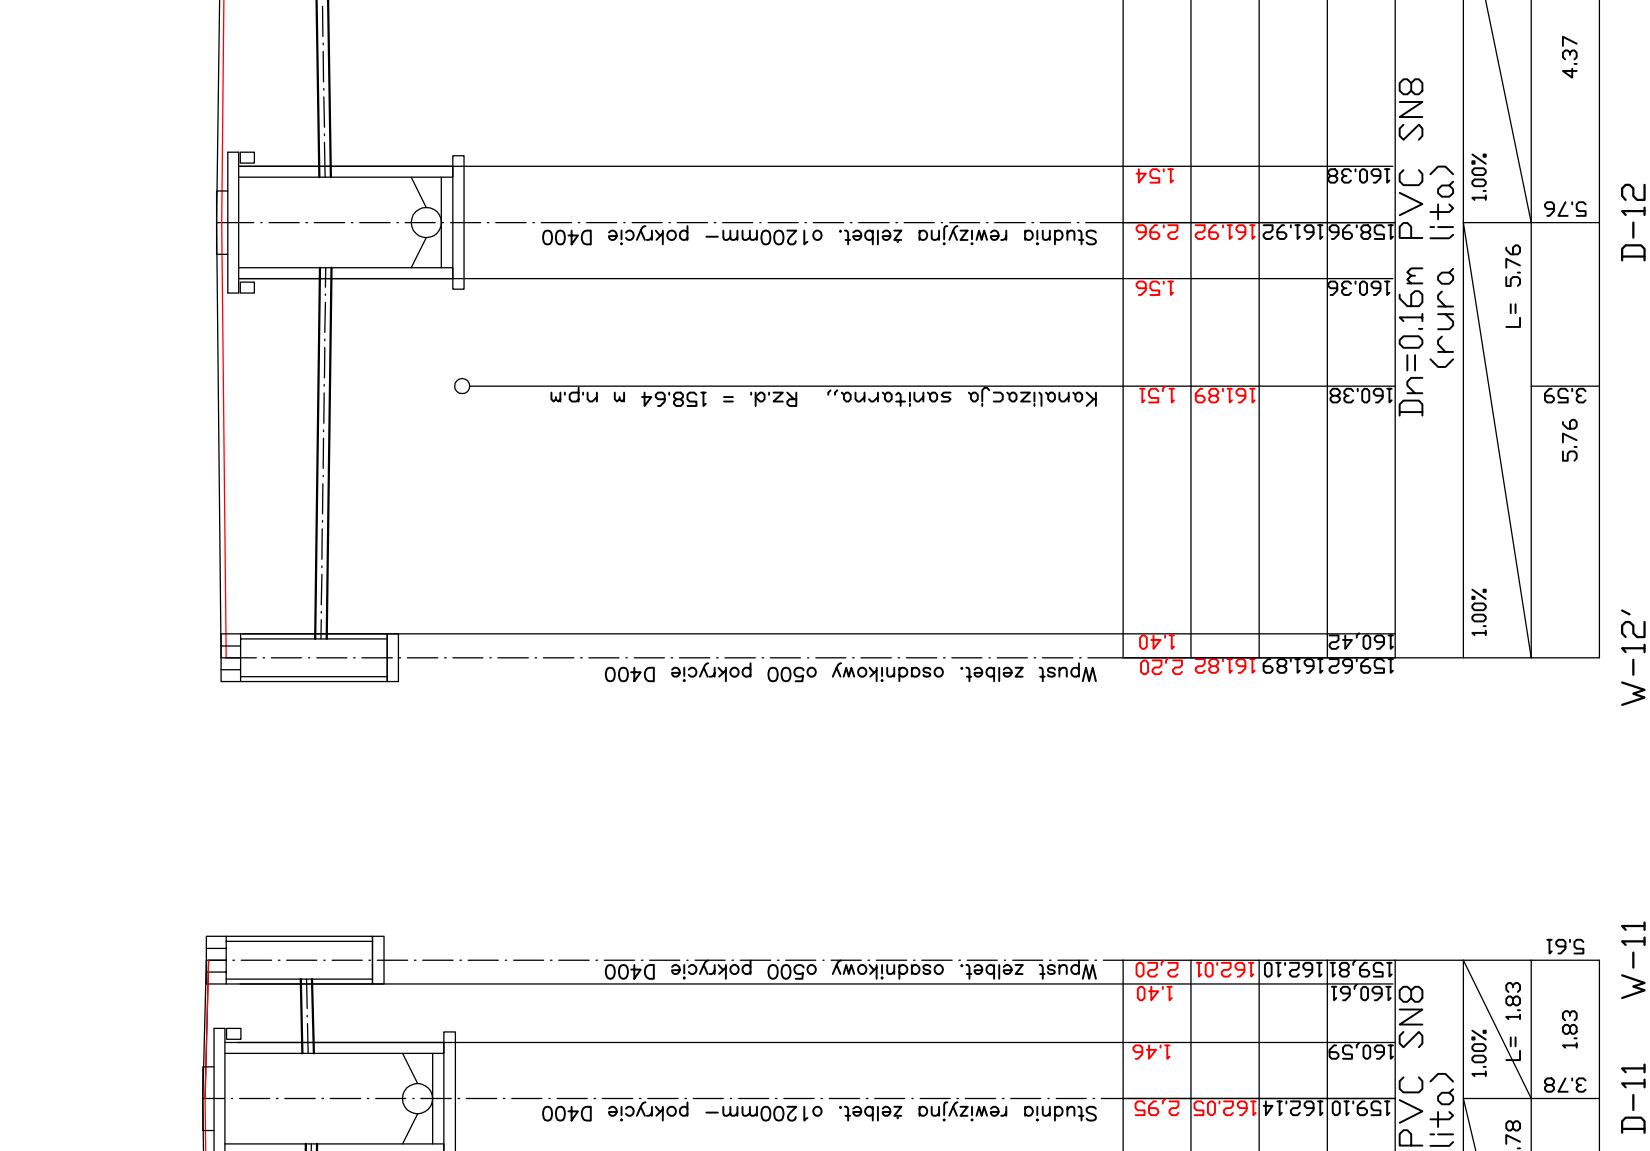 4.37
1.00%
Dn=0.16m PVC SN8
(rura lita)
1.54
160.38
5.76
D-12
Studnia rewizyjna żelbet. o1200mm- pokrycie D400
2.96
161.92
161.92
158.96
1.56
160.36
L= 5.76
Kanalizacja sanitarna,, Rz.d. = 158.64 m n.p.m
1,51
161.89
160.38
3.59
5.76
1.00%
1.40
160,42
Wpust zelbet. osadnikowy o500 pokrycie D400
2,20
161.82
161.89
159.62
W-12'
5.61
W-11
Wpust zelbet. osadnikowy o500 pokrycie D400
2,20
162.01
162.10
159,81
1.40
160,61
L= 1.83
1.83
1.00%
PVC SN8
lita)
1.46
160,59
3.78
D-11
Studnia rewizyjna żelbet. o1200mm- pokrycie D400
2,95
162.05
162.14
159.10
.78